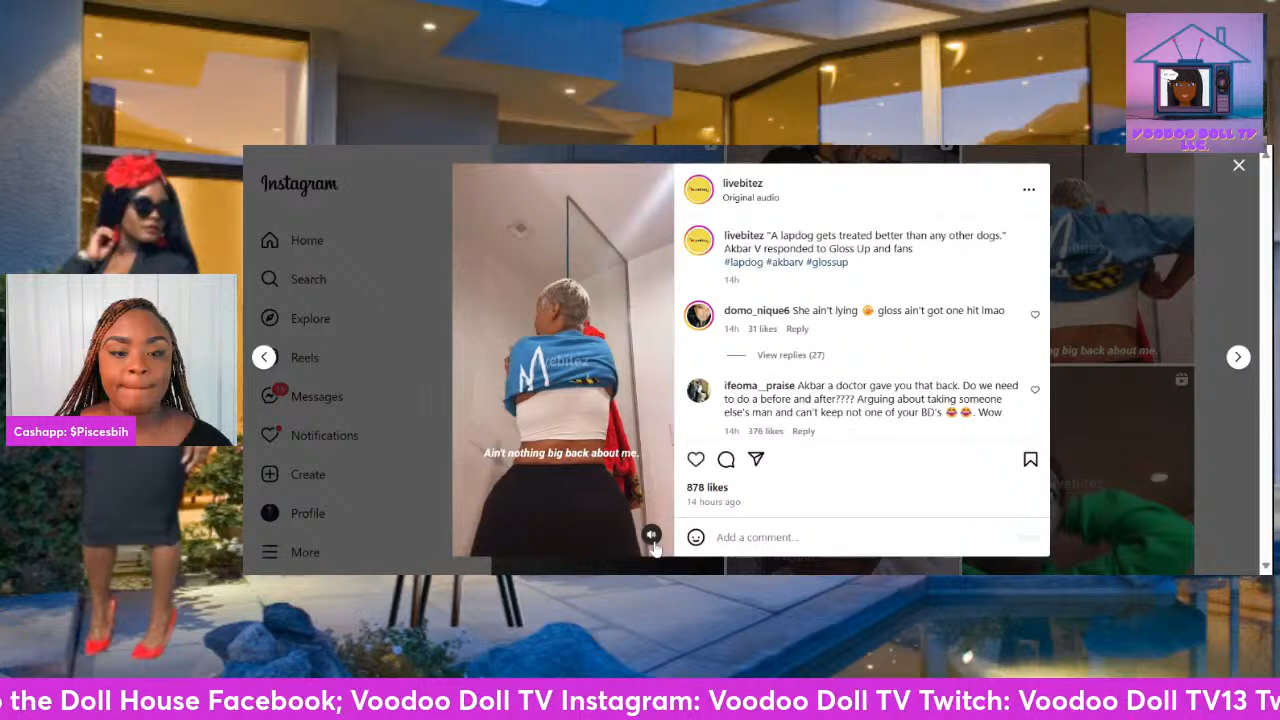 VOODOO DOLL TV
LLC.
Instagram
Home
Search
Explore
Reels
Messages
Notifications
Create
Profile
More
Cashapp: $Piscesbih
livebitez
Ain't nothing big back about me.
livebitez
Original audio
livebitez "A lapdog gets treated better than any other dogs."
Akbar V responded to Gloss Up and fans
#lapdog #akbarv #glossup
14h
domo_nique6 She ain't lying 🫣 gloss ain't got one hit lmao
14h 31 likes Reply
View replies (27)
ifeoma__praise Akbar a doctor gave you that back. Do we need
to do a before and after???? Arguing about taking someone
else's man and can't keep not one of your BD's 😂😂. Wow
14h 376 likes Reply
878 likes
14 hours ago
Add a comment...
ng big back about me.
o the Doll House Facebook; Voodoo Doll TV Instagram: Voodoo Doll TV Twitch: Voodoo Doll TV13 Tw